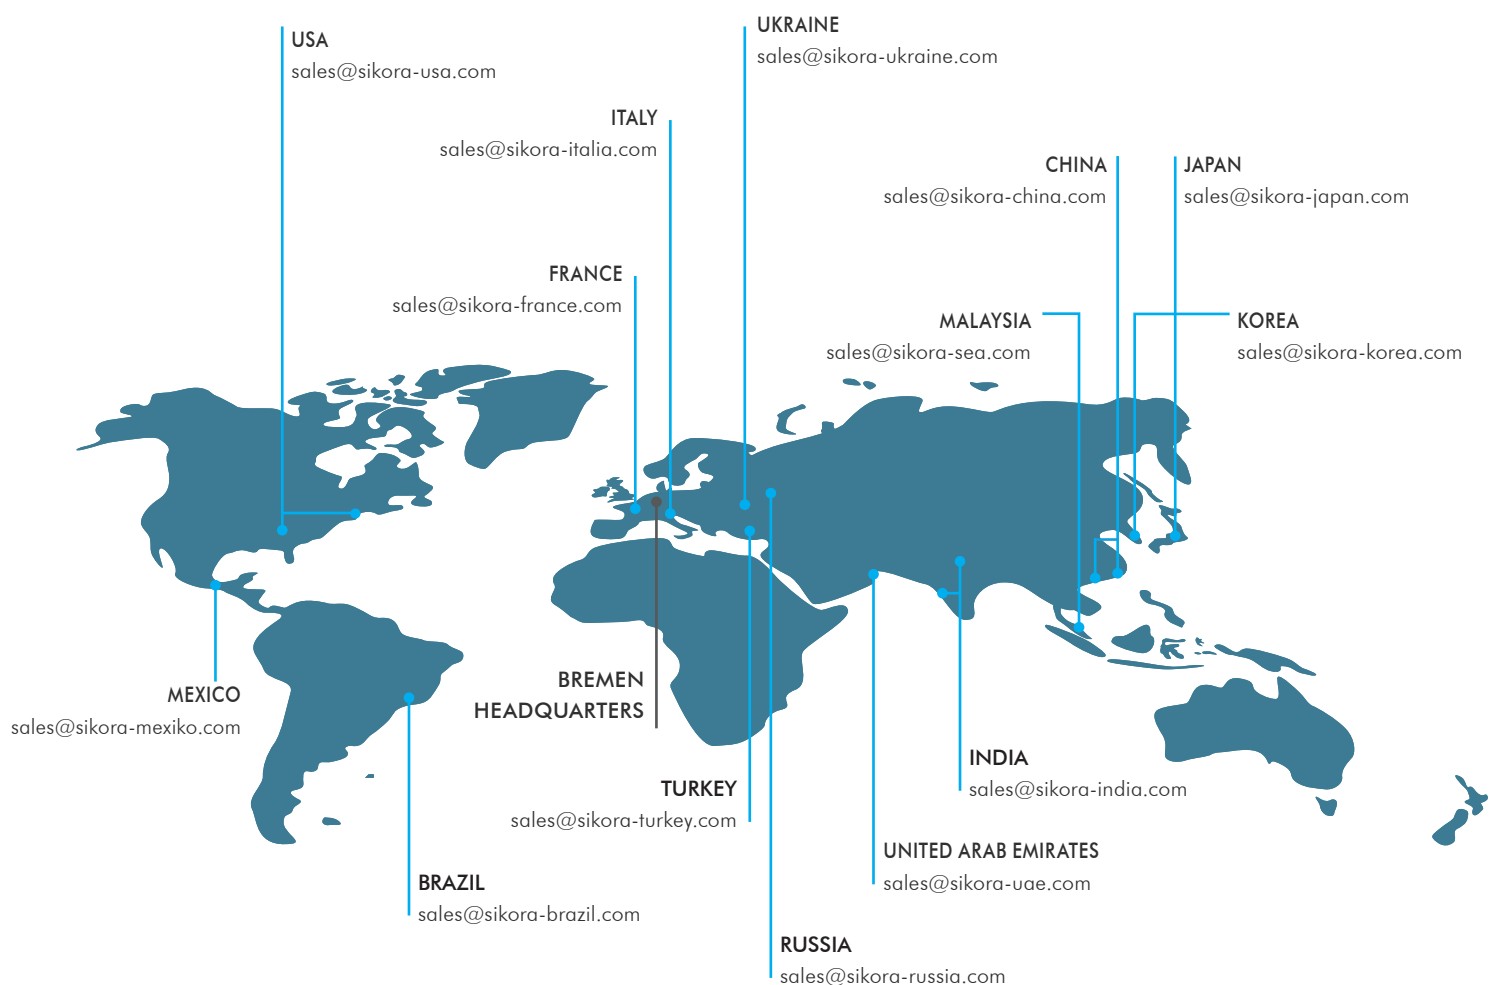 USA
sales@sikora-usa.com
UKRAINE
sales@sikora-ukraine.com
ITALY
sales@sikora-italia.com
CHINA
sales@sikora-china.com
JAPAN
sales@sikora-japan.com
FRANCE
sales@sikora-france.com
MALAYSIA
sales@sikora-sea.com
KOREA
sales@sikora-korea.com
MEXICO
sales@sikora-mexiko.com
BREMEN
HEADQUARTERS
TURKEY
sales@sikora-turkey.com
INDIA
sales@sikora-india.com
UNITED ARAB EMIRATES
sales@sikora-uae.com
BRAZIL
sales@sikora-brazil.com
RUSSIA
sales@sikora-russia.com